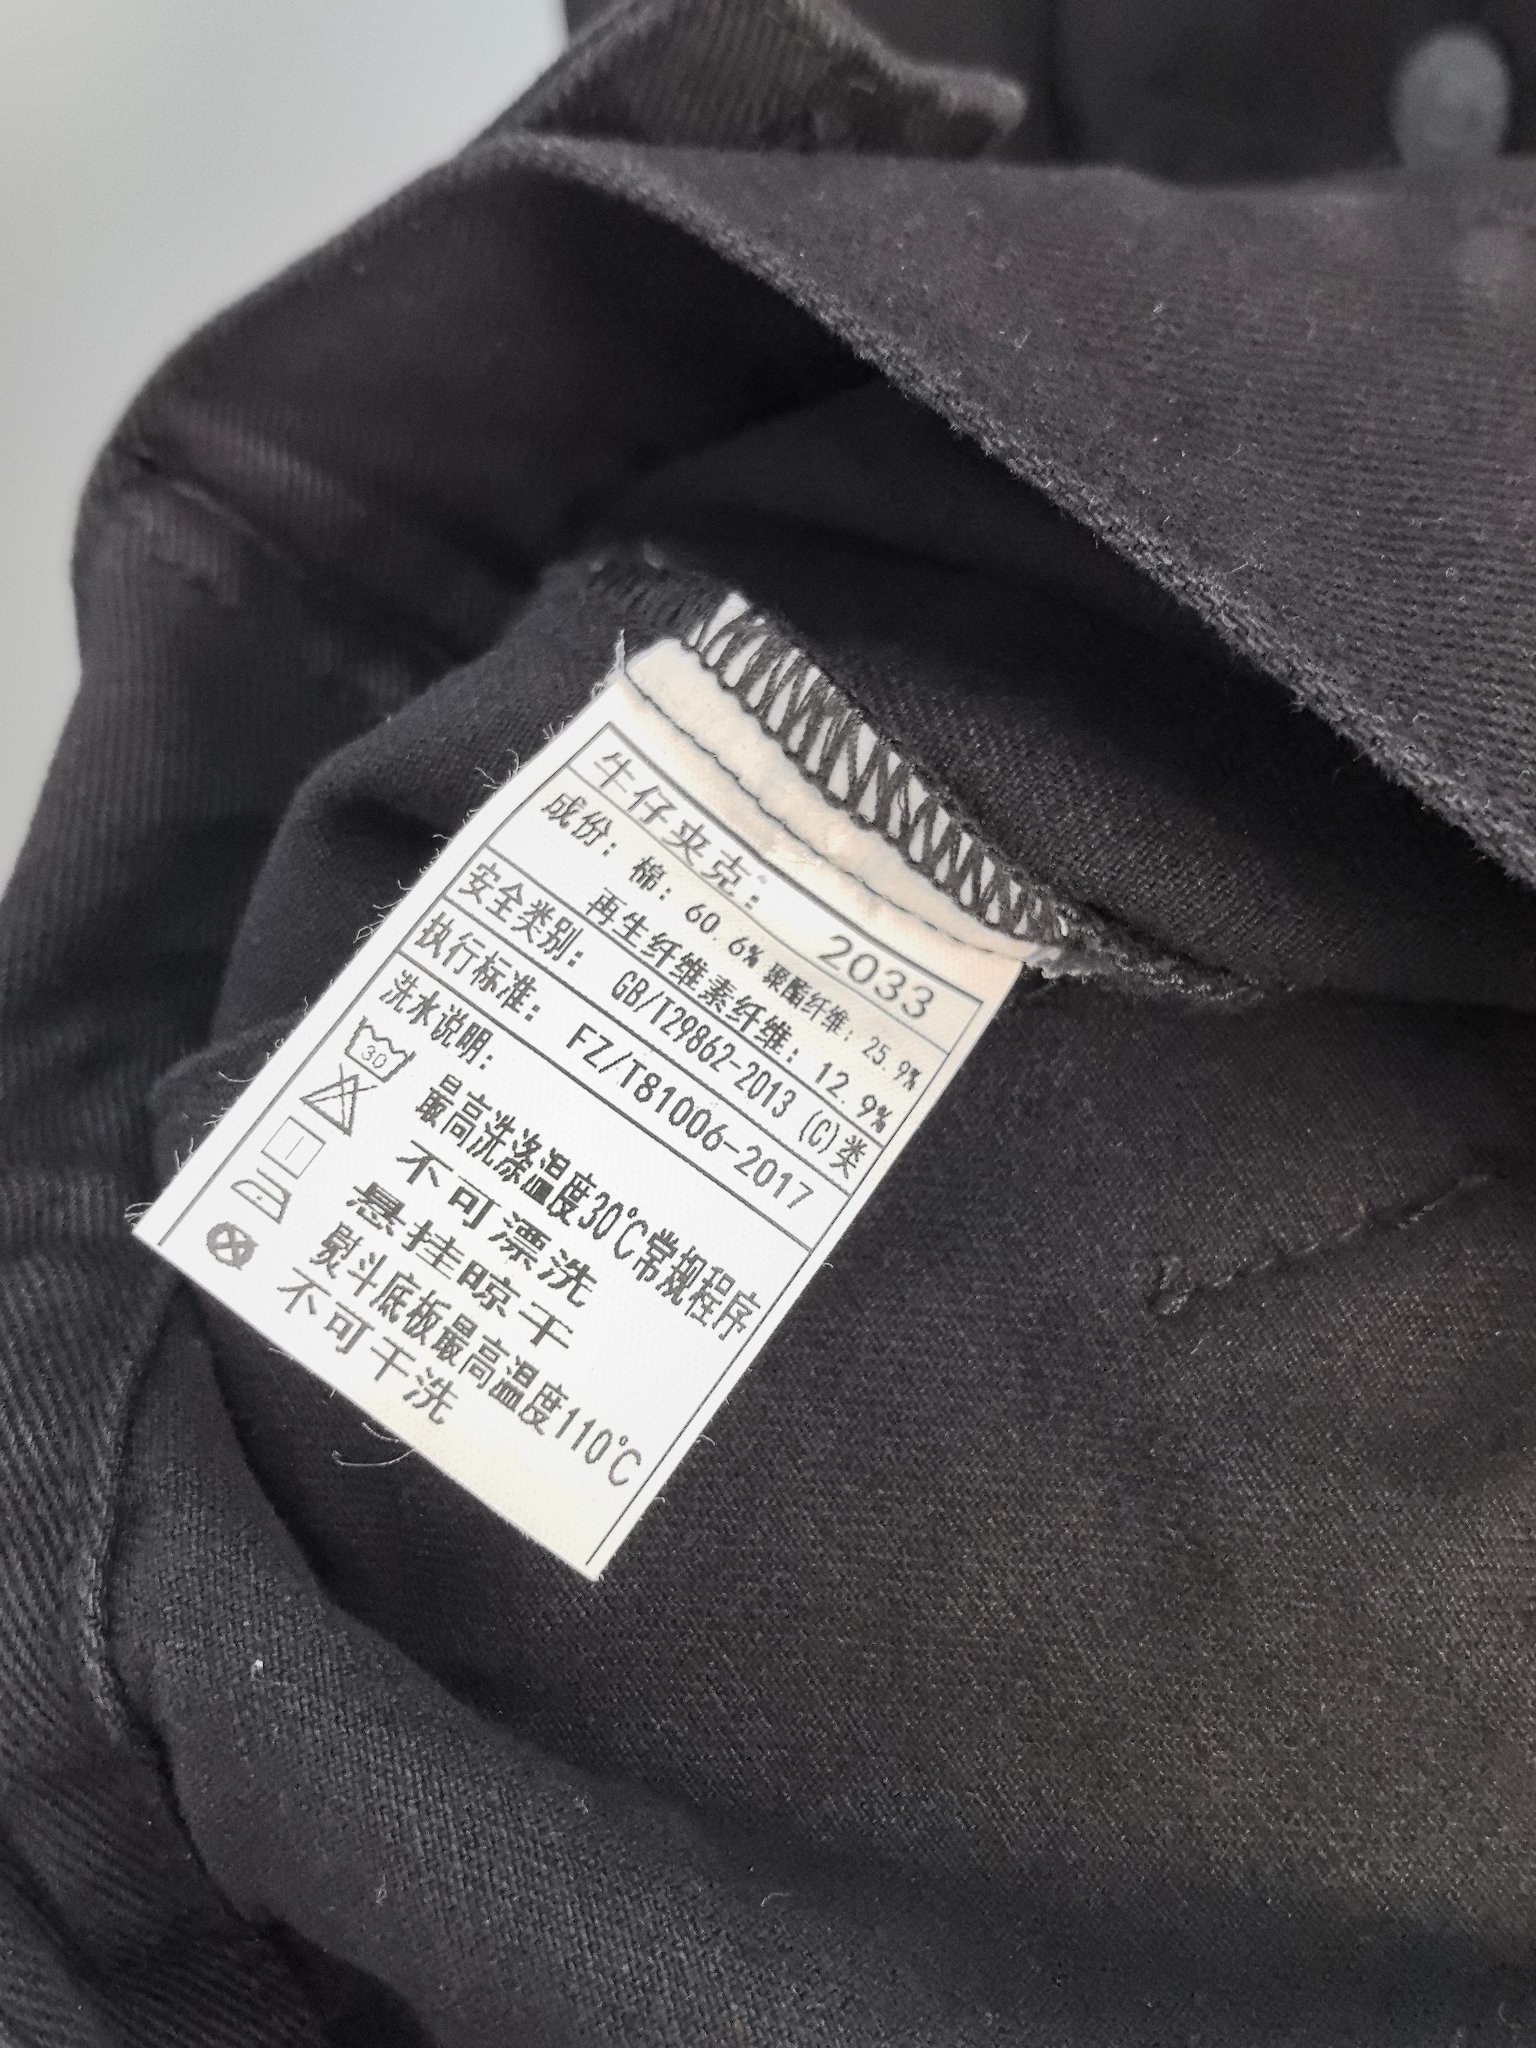 牛仔夹克: 2033
成份: 棉: 60.6% 聚酯纤维: 25.9%
再生纤维素纤维: 12.9%
安全类别: GB/T29862-2013 (C)类
执行标准: FZ/T81006-2017
洗水说明:
30 最高洗涤温度30℃常规程序
不可漂洗
悬挂晾干
熨斗底板最高温度110℃
不可干洗